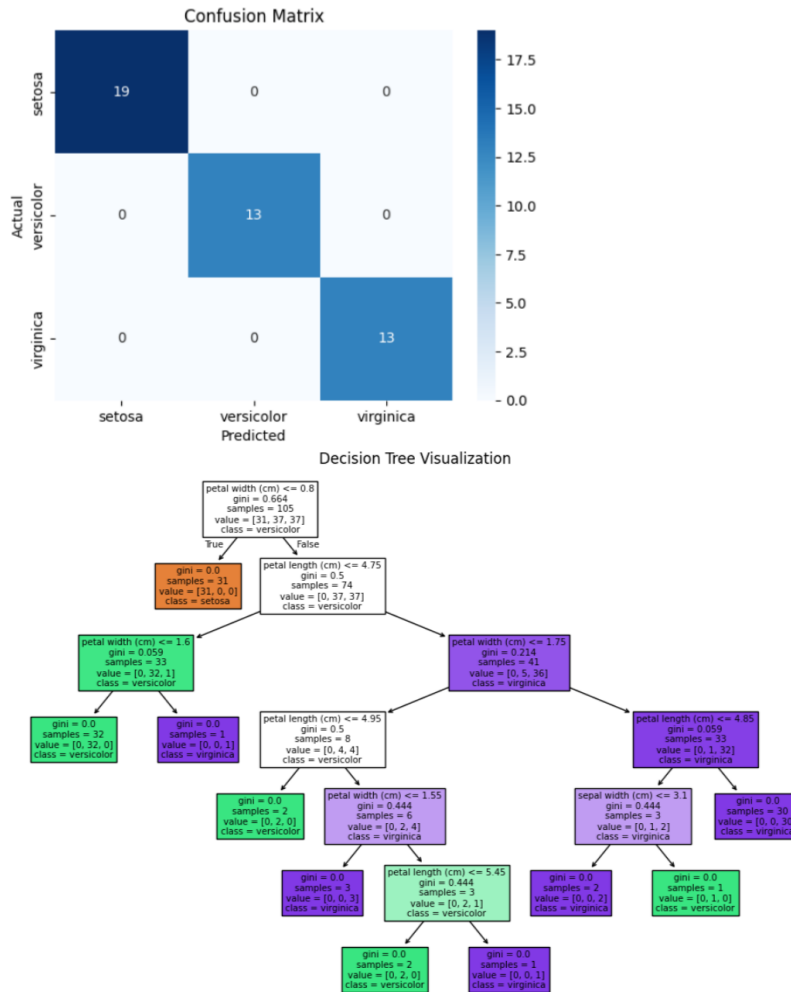 Confusion Matrix
setosa
versicolor
virginica
Actual
19 0 0
0 13 0
0 0 13
setosa versicolor virginica
Predicted
17.5
15.0
12.5
10.0
7.5
5.0
2.5
0.0
Decision Tree Visualization
petal width (cm) <= 0.8
gini = 0.664
samples = 105
value = [31, 37, 37]
class = versicolor
True
False
gini = 0.0
samples = 31
value = [31, 0, 0]
class = setosa
petal length (cm) <= 4.75
gini = 0.5
samples = 74
value = [0, 37, 37]
class = versicolor
petal width (cm) <= 1.6
gini = 0.059
samples = 33
value = [0, 32, 1]
class = versicolor
petal width (cm) <= 1.75
gini = 0.214
samples = 41
value = [0, 5, 36]
class = virginica
gini = 0.0
samples = 32
value = [0, 32, 0]
class = versicolor
gini = 0.0
samples = 1
value = [0, 0, 1]
class = virginica
petal length (cm) <= 4.95
gini = 0.5
samples = 8
value = [0, 4, 4]
class = versicolor
petal length (cm) <= 4.85
gini = 0.059
samples = 33
value = [0, 1, 32]
class = virginica
gini = 0.0
samples = 2
value = [0, 2, 0]
class = versicolor
petal width (cm) <= 1.55
gini = 0.444
samples = 6
value = [0, 2, 4]
class = virginica
sepal width (cm) <= 3.1
gini = 0.444
samples = 3
value = [0, 1, 2]
class = virginica
gini = 0.0
samples = 30
value = [0, 0, 30]
class = virginica
gini = 0.0
samples = 3
value = [0, 0, 3]
class = virginica
petal length (cm) <= 5.45
gini = 0.444
samples = 3
value = [0, 2, 1]
class = versicolor
gini = 0.0
samples = 2
value = [0, 0, 2]
class = virginica
gini = 0.0
samples = 1
value = [0, 1, 0]
class = versicolor
gini = 0.0
samples = 2
value = [0, 2, 0]
class = versicolor
gini = 0.0
samples = 1
value = [0, 0, 1]
class = virginica